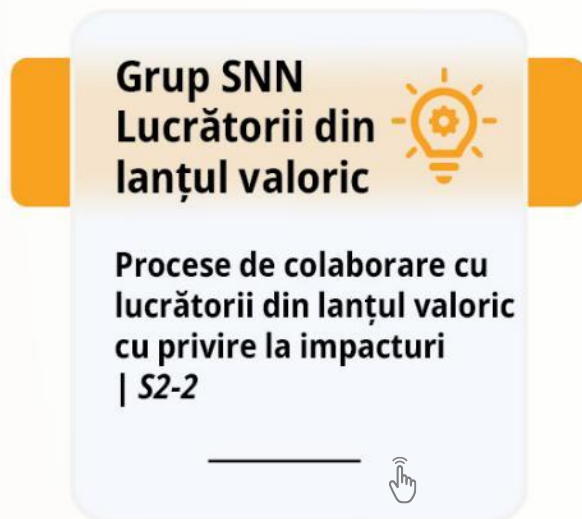 Grup SNN
Lucrătorii din
lanțul valoric
Procese de colaborare cu
lucrătorii din lanțul valoric
cu privire la impacturi
| S2-2